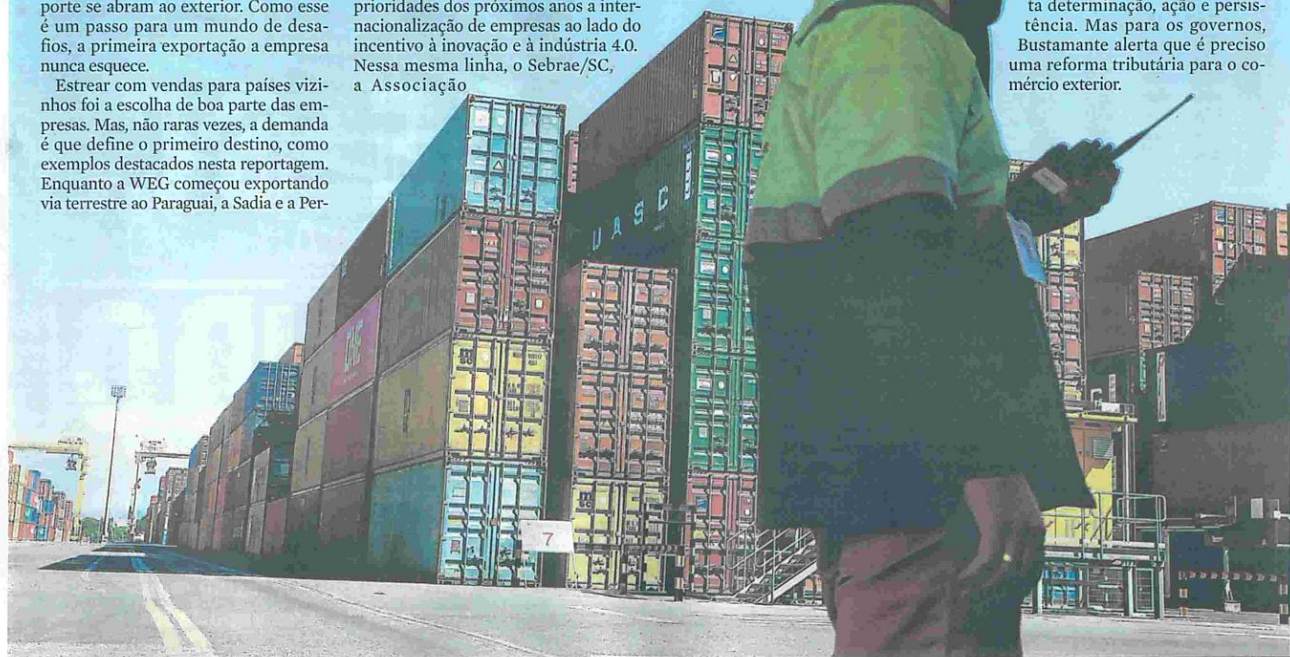 porte se abram ao exterior. Como esse
é um passo para um mundo de desa-
fios, a primeira exportação a empresa
nunca esquece.
Estrear com vendas para países vizi-
nhos foi a escolha de boa parte das em-
presas. Mas, não raras vezes, a demanda
é que define o primeiro destino, como
exemplos destacados nesta reportagem.
Enquanto a WEG começou exportando
via terrestre ao Paraguai, a Sadia e a Per-
prioridades dos próximos anos a inter-
nacionalização de empresas ao lado do
incentivo à inovação e à indústria 4.0.
Nessa mesma linha, o Sebrae/SC,
a Associação
ta determinação, ação e persis-
tência. Mas para os governos,
Bustamante alerta que é preciso
uma reforma tributária para o co-
mércio exterior.
UASC
7